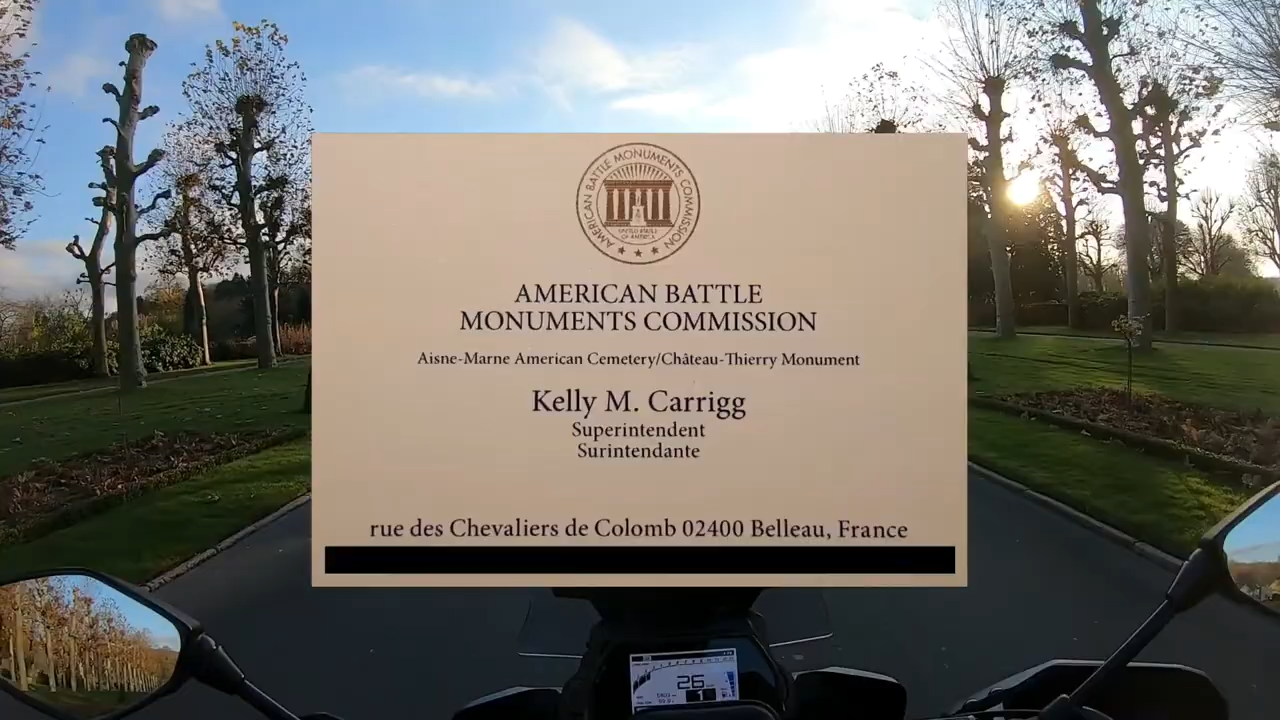 AMERICAN BATTLE MONUMENTS COMMISSION
UNITED STATES
OF AMERICA
AMERICAN BATTLE
MONUMENTS COMMISSION
Aisne-Marne American Cemetery/Château-Thierry Monument
Kelly M. Carrigg
Superintendent
Surintendante
rue des Chevaliers de Colomb 02400 Belleau, France
26
1